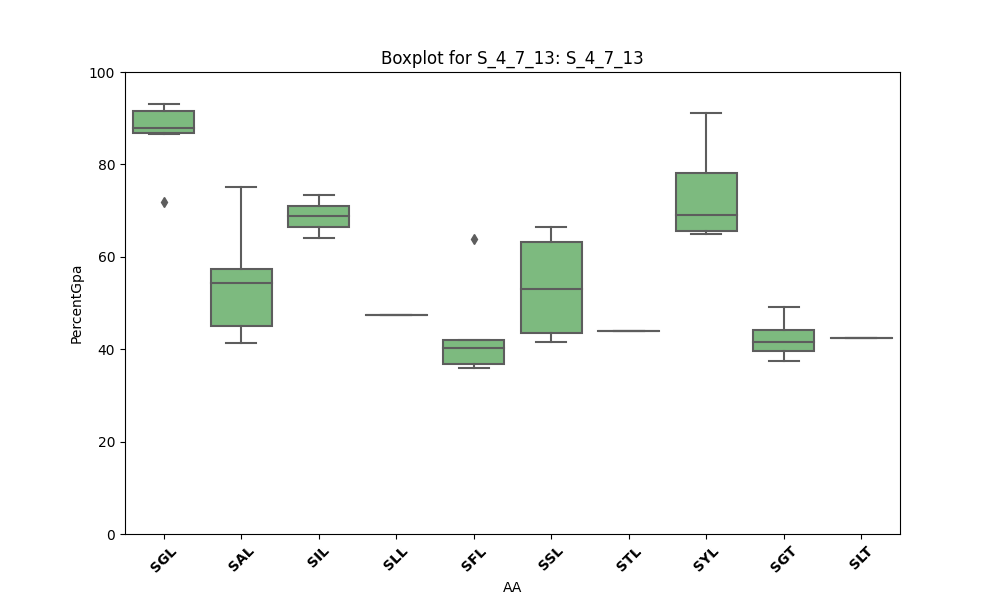 Boxplot for S_4_7_13: S_4_7_13
PercentGpa
100
80
60
40
20
0
SGL SAL SIL SLL SFL SSL STL SYL SGT SLT
AA